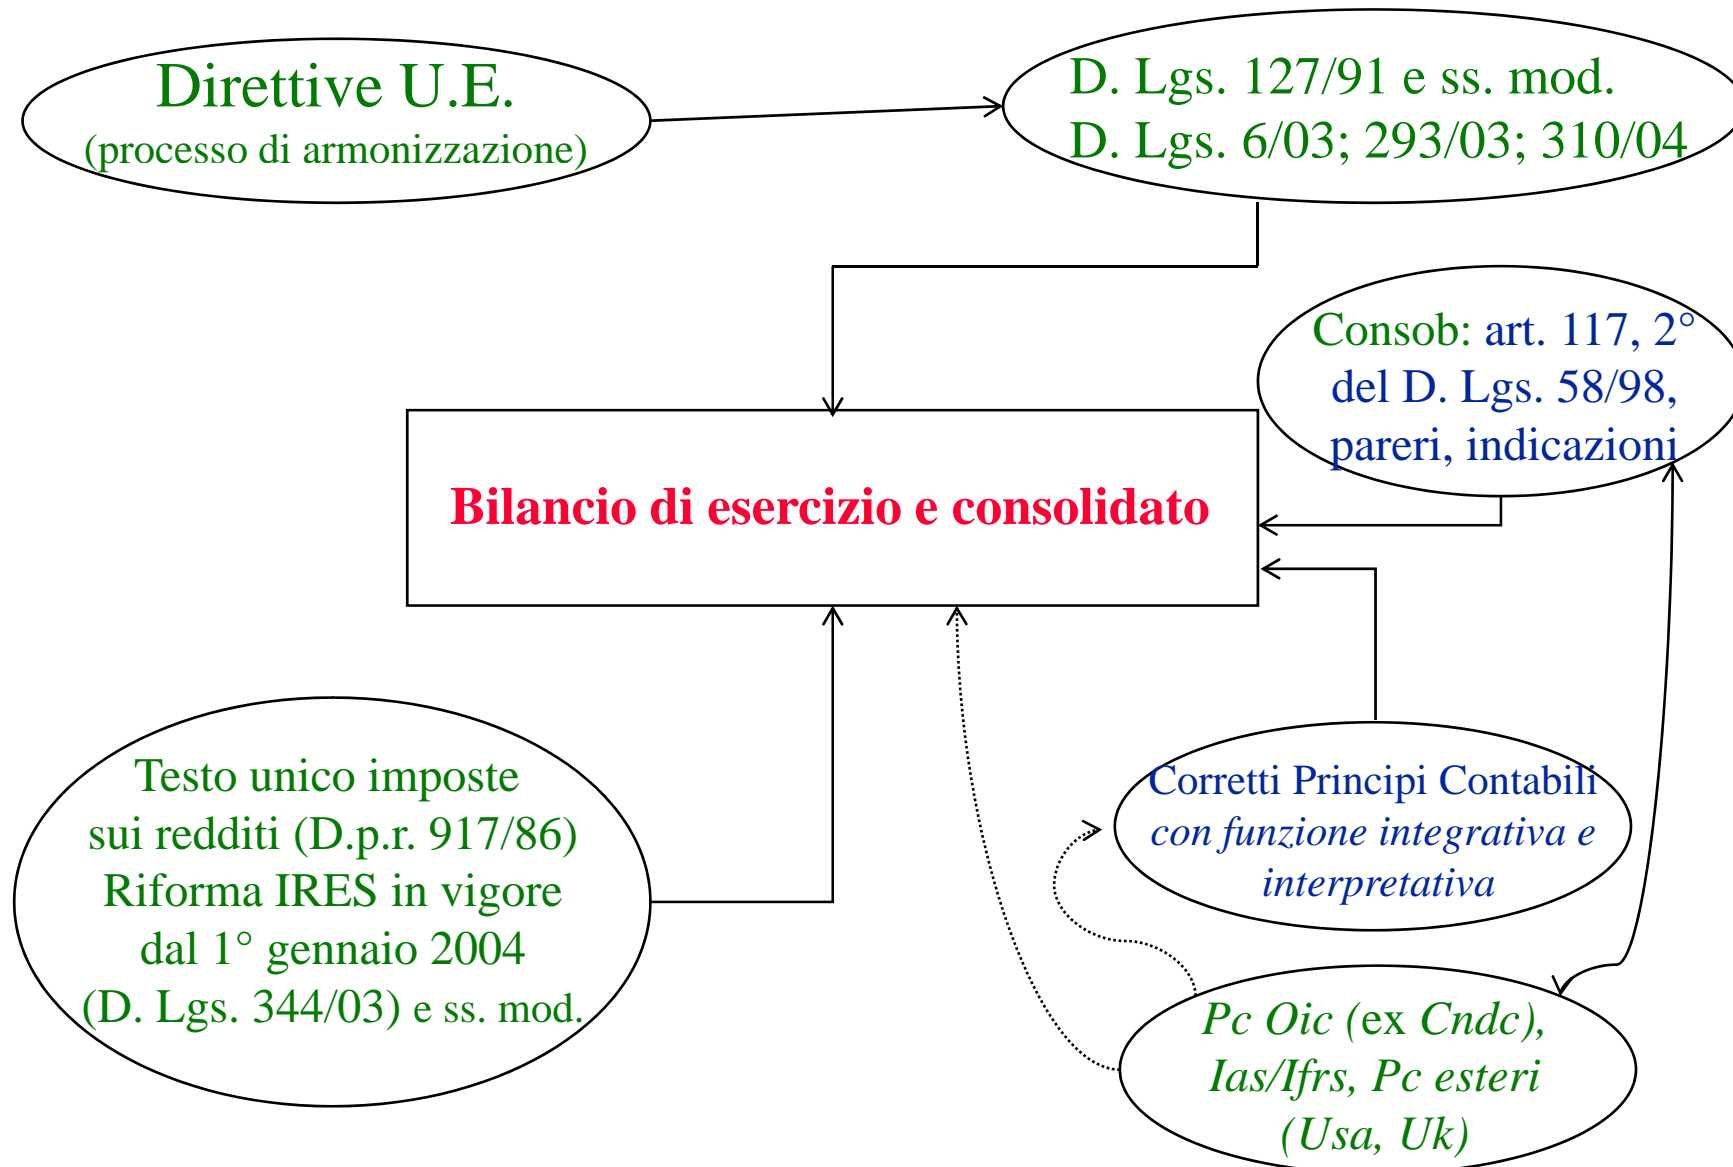 Direttive U.E.
(processo di armonizzazione)
D. Lgs. 127/91 e ss. mod.
D. Lgs. 6/03; 293/03; 310/04
Consob: art. 117, 2°
del D. Lgs. 58/98,
pareri, indicazioni
Bilancio di esercizio e consolidato
Testo unico imposte
sui redditi (D.p.r. 917/86)
Riforma IRES in vigore
dal 1° gennaio 2004
(D. Lgs. 344/03) e ss. mod.
Corretti Principi Contabili
con funzione integrativa e
interpretativa
Pc Oic (ex Cndc),
Ias/Ifrs, Pc esteri
(Usa, Uk)